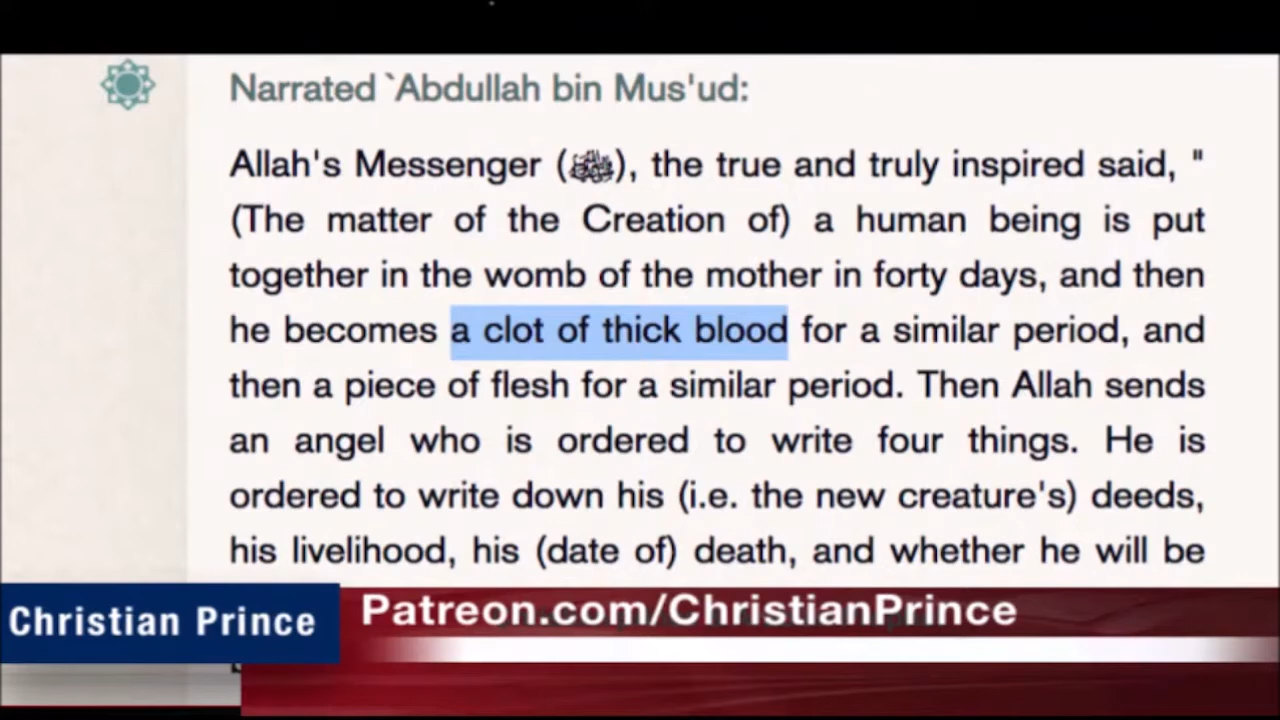 Narrated `Abdullah bin Mus'ud:
Allah's Messenger (ﷺ), the true and truly inspired said, "
(The matter of the Creation of) a human being is put
together in the womb of the mother in forty days, and then
he becomes a clot of thick blood for a similar period, and
then a piece of flesh for a similar period. Then Allah sends
an angel who is ordered to write four things. He is
ordered to write down his (i.e. the new creature's) deeds,
his livelihood, his (date of) death, and whether he will be
Christian Prince
Patreon.com/ChristianPrince